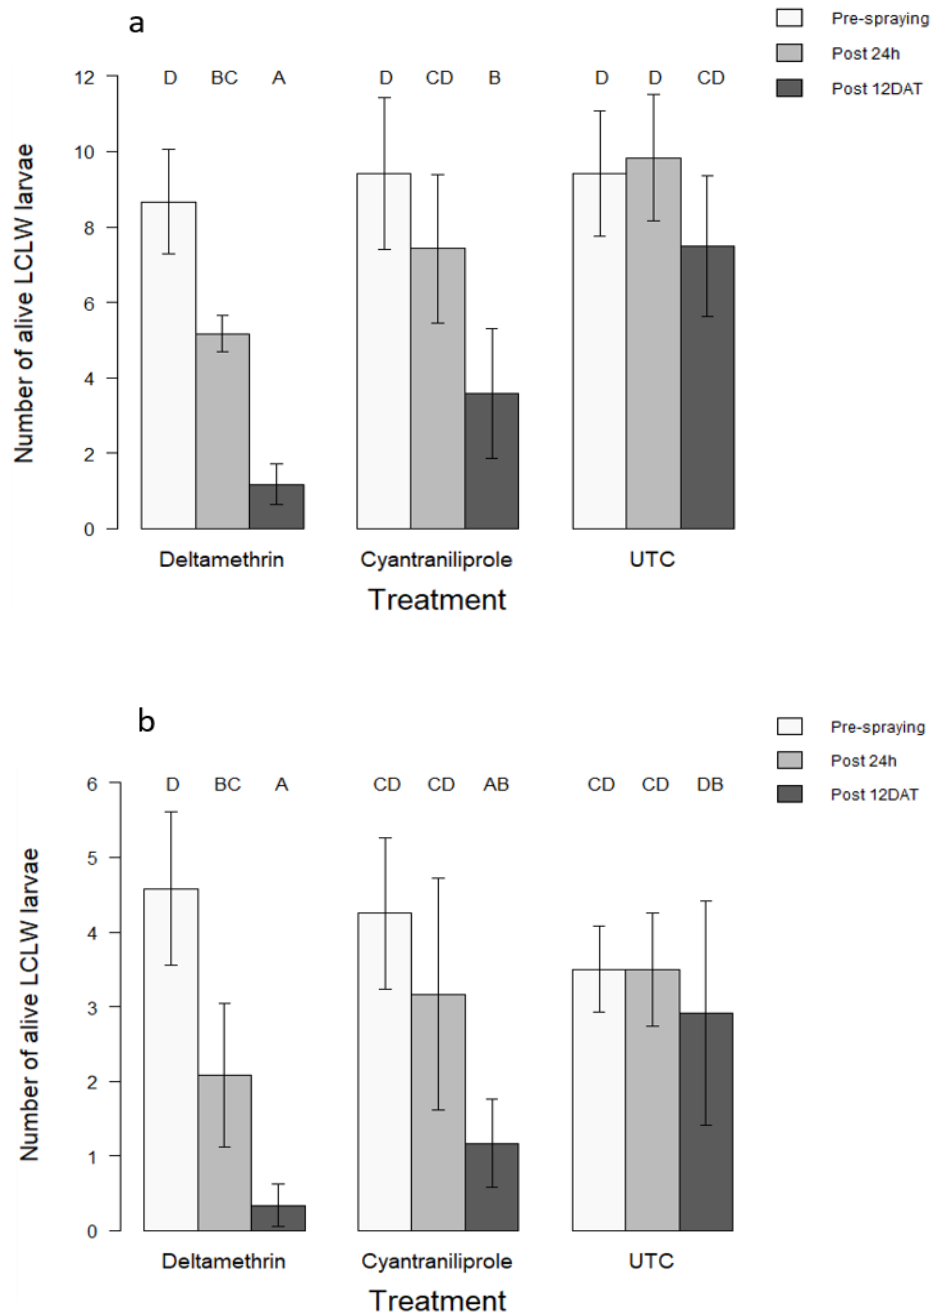 a
Pre-spraying
Post 24h
Post 12DAT
D BC A D CD B D D CD
12
10
8
6
4
2
0
Number of alive LCLW larvae
Deltamethrin Cyantraniliprole UTC
Treatment
b
Pre-spraying
Post 24h
Post 12DAT
D BC A CD CD AB CD CD DB
6
5
4
3
2
1
0
Number of alive LCLW larvae
Deltamethrin Cyantraniliprole UTC
Treatment